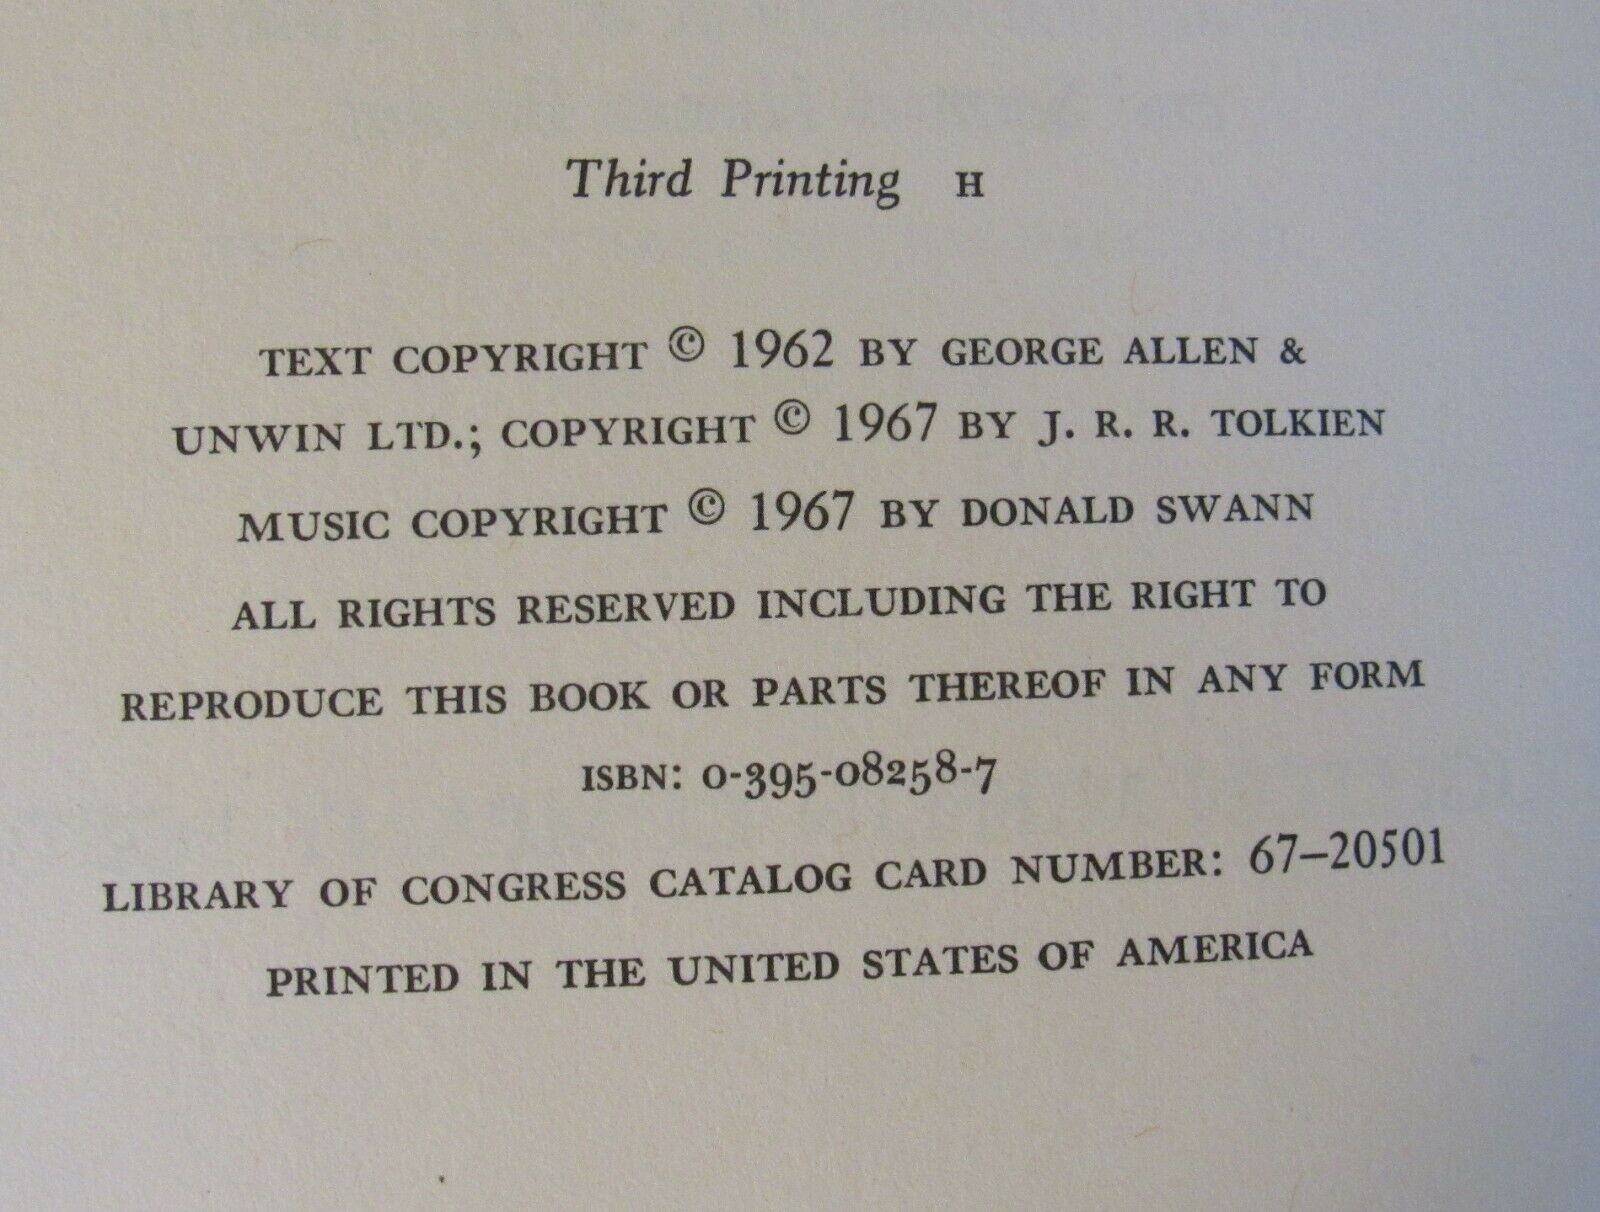 Third Printing H
TEXT COPYRIGHT © 1962 BY GEORGE ALLEN &
UNWIN LTD.; COPYRIGHT © 1967 BY J. R. R. TOLKIEN
MUSIC COPYRIGHT © 1967 BY DONALD SWANN
ALL RIGHTS RESERVED INCLUDING THE RIGHT TO
REPRODUCE THIS BOOK OR PARTS THEREOF IN ANY FORM
ISBN: 0-395-08258-7
LIBRARY OF CONGRESS CATALOG CARD NUMBER: 67–20501
PRINTED IN THE UNITED STATES OF AMERICA